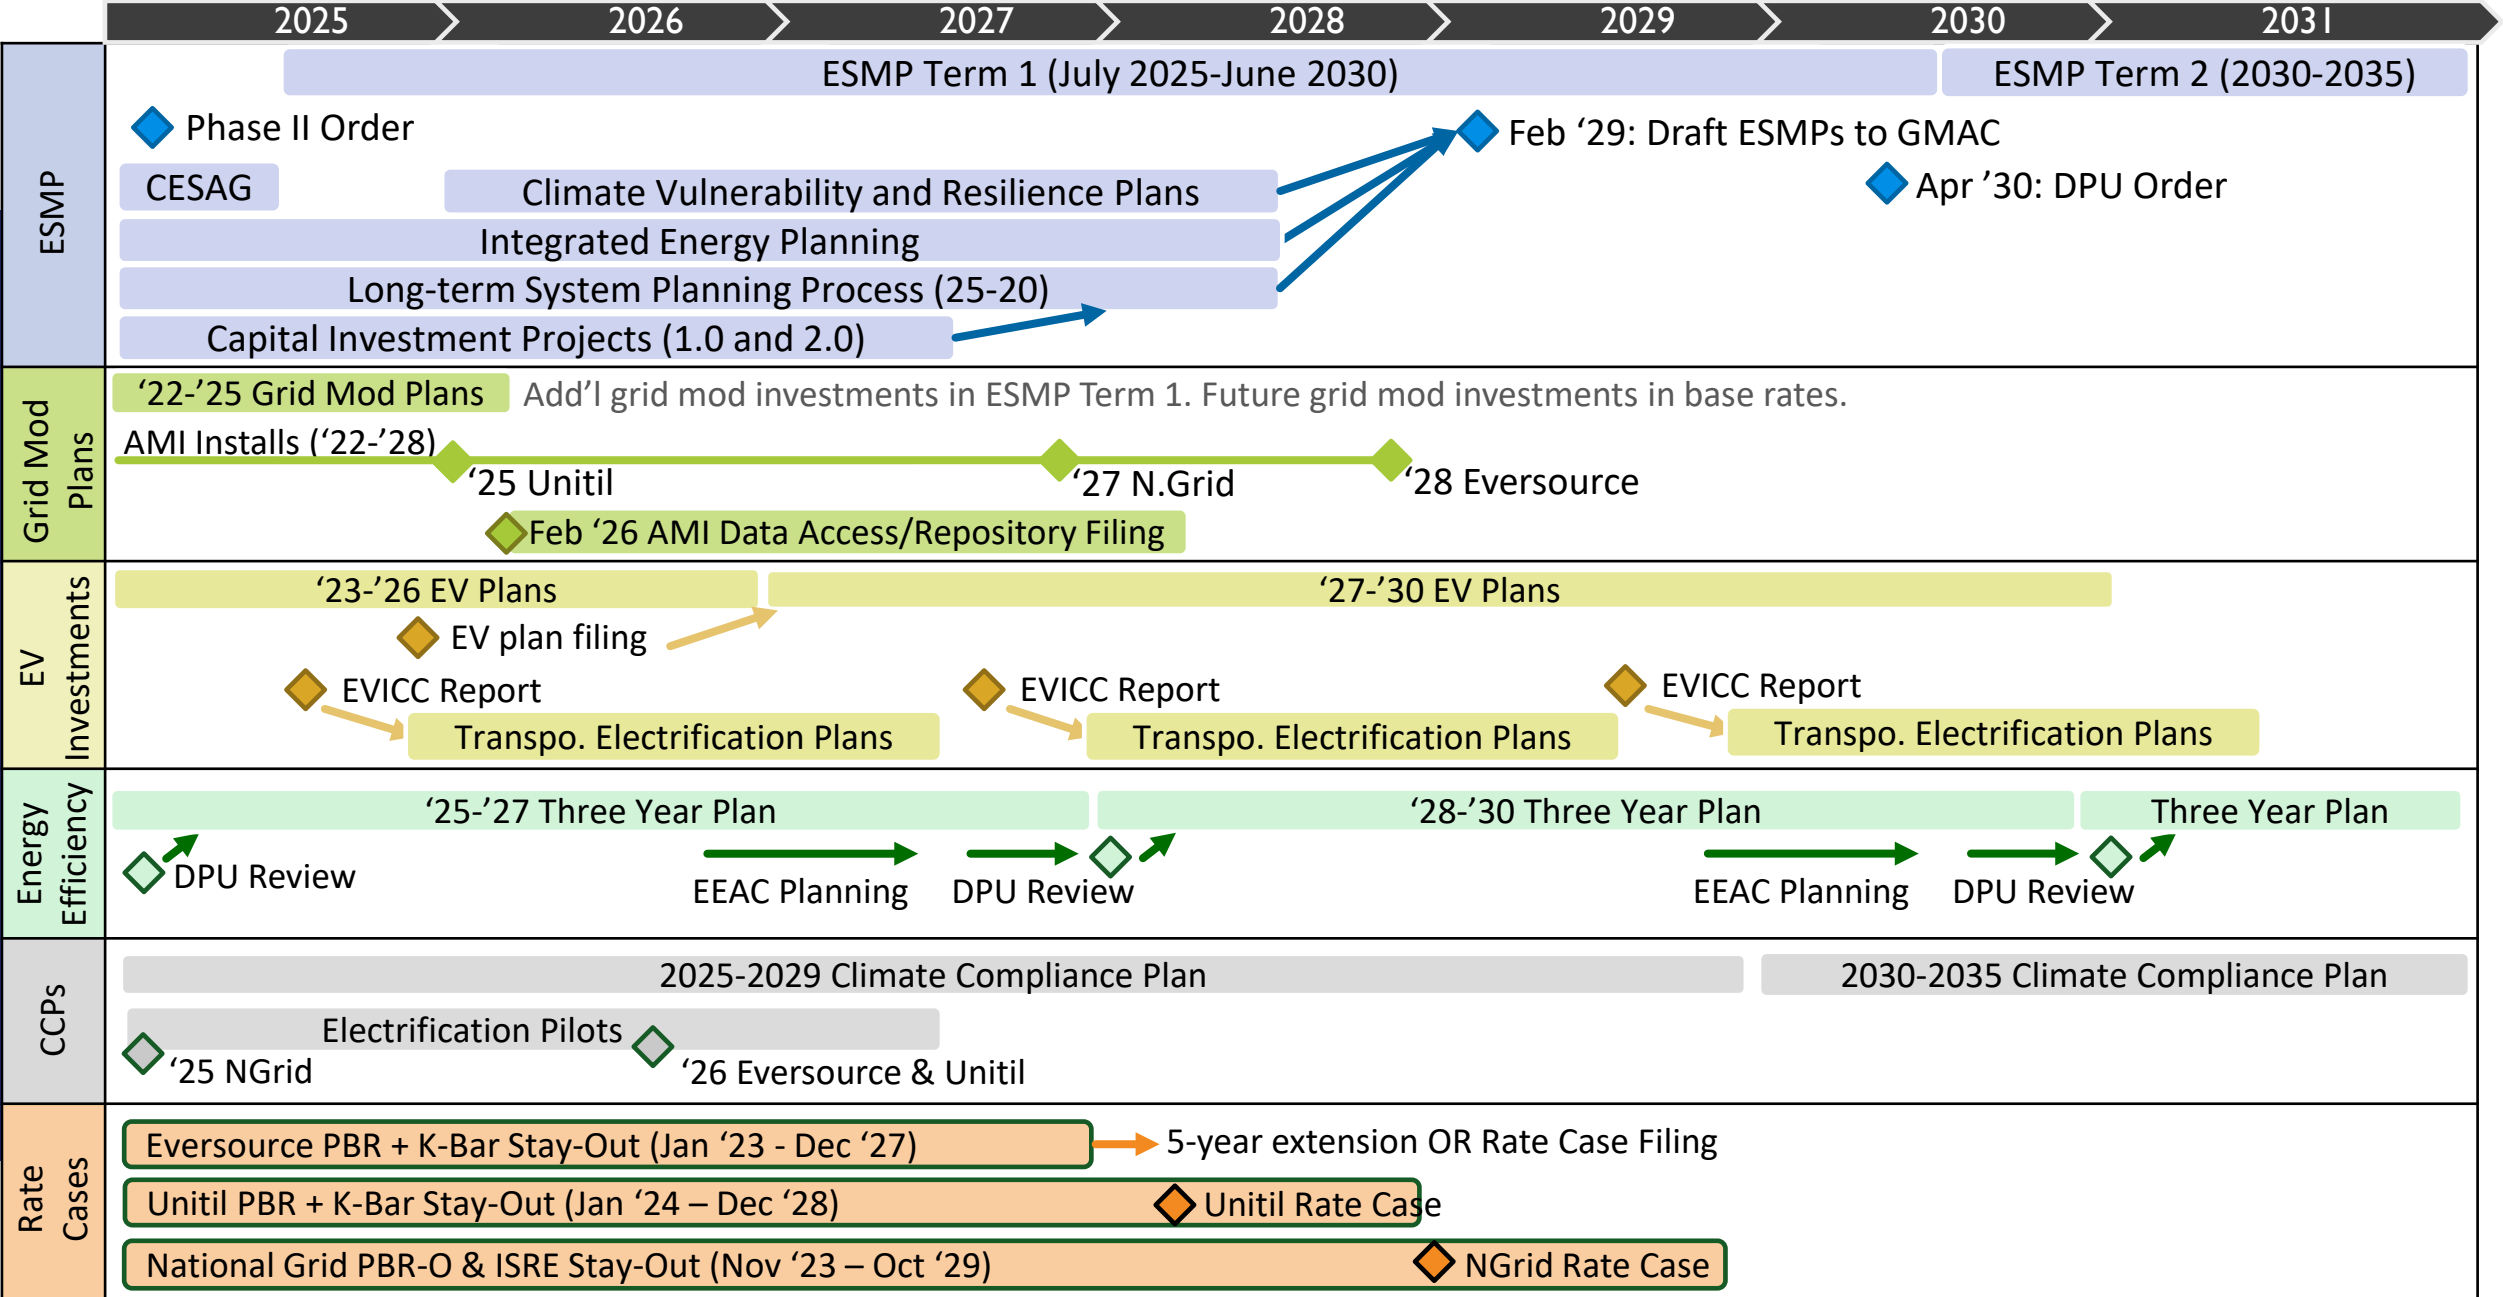 2025 2026 2027 2028 2029 2030 2031
ESMP
ESMP Term 1 (July 2025-June 2030)
ESMP Term 2 (2030-2035)
Phase II Order
Feb ‘29: Draft ESMPs to GMAC
CESAG
Climate Vulnerability and Resilience Plans
Apr ’30: DPU Order
Integrated Energy Planning
Long-term System Planning Process (25-20)
Capital Investment Projects (1.0 and 2.0)
Grid Mod
Plans
‘22-’25 Grid Mod Plans
Add’l grid mod investments in ESMP Term 1. Future grid mod investments in base rates.
AMI Installs (‘22-’28)
‘25 Unitil
‘27 N.Grid
‘28 Eversource
Feb ‘26 AMI Data Access/Repository Filing
EV
Investments
‘23-’26 EV Plans
‘27-’30 EV Plans
EV plan filing
EVICC Report
EVICC Report
EVICC Report
Transpo. Electrification Plans
Transpo. Electrification Plans
Transpo. Electrification Plans
Energy
Efficiency
‘25-’27 Three Year Plan
‘28-’30 Three Year Plan
Three Year Plan
DPU Review
EEAC Planning
DPU Review
EEAC Planning
DPU Review
CCPs
2025-2029 Climate Compliance Plan
2030-2035 Climate Compliance Plan
Electrification Pilots
‘25 NGrid
‘26 Eversource & Unitil
Rate
Cases
Eversource PBR + K-Bar Stay-Out (Jan ‘23 - Dec ‘27)
5-year extension OR Rate Case Filing
Unitil PBR + K-Bar Stay-Out (Jan ‘24 – Dec ‘28)
Unitil Rate Case
National Grid PBR-O & ISRE Stay-Out (Nov ‘23 – Oct ‘29)
NGrid Rate Case